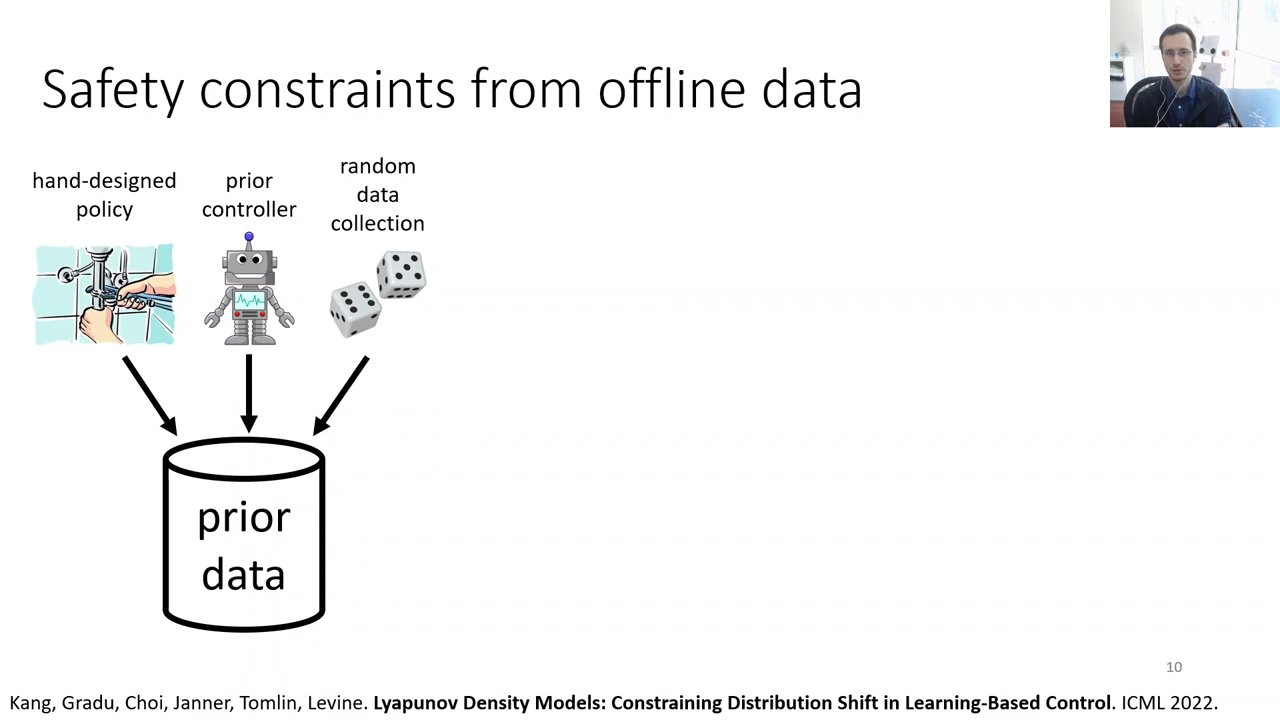 Safety constraints from offline data
hand-designed
policy
prior
controller
random
data
collection
prior
data
10
Kang, Gradu, Choi, Janner, Tomlin, Levine. Lyapunov Density Models: Constraining Distribution Shift in Learning-Based Control. ICML 2022.